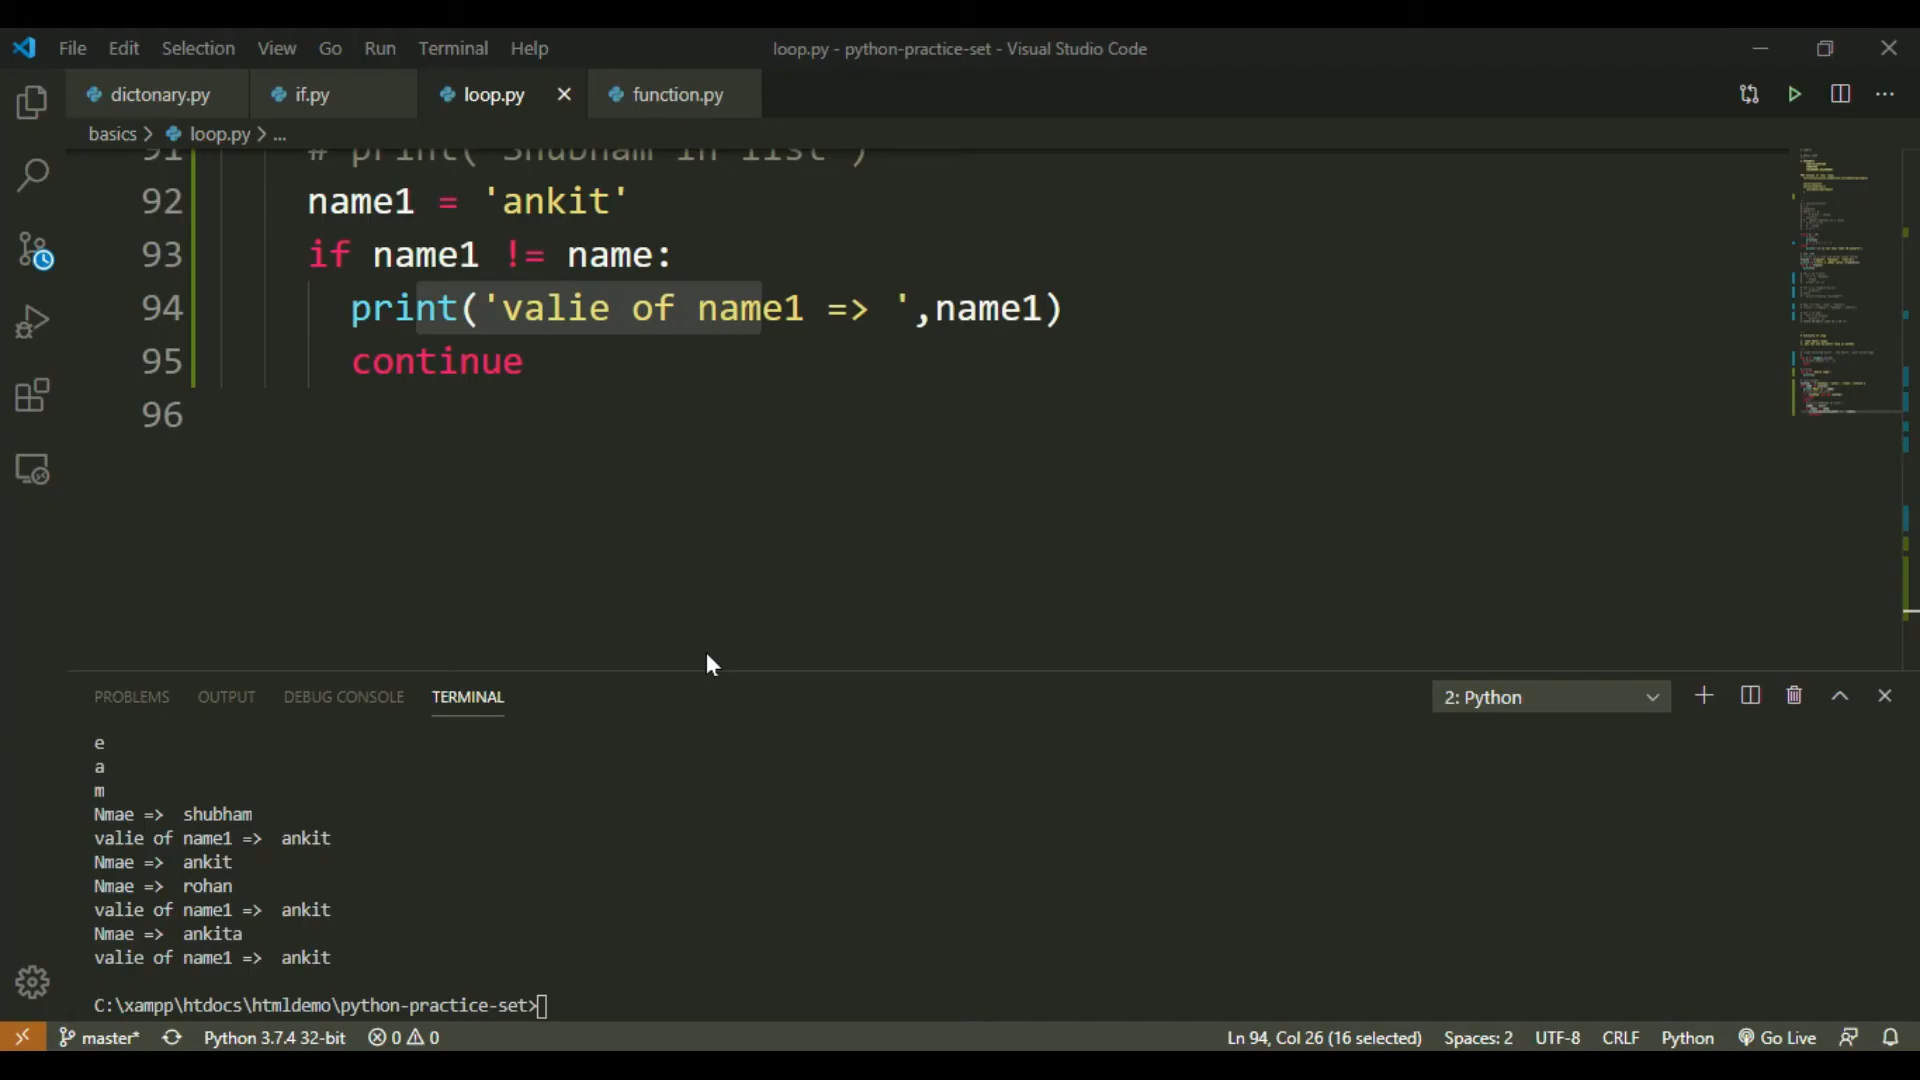 File Edit Selection View Go Run Terminal Help loop.py - python-practice-set - Visual Studio Code
dictonary.py if.py loop.py function.py
basics > loop.py > ...
91 # print('Shubham in list')
92 name1 = 'ankit'
93 if name1 != name:
94 print('valie of name1 => ',name1)
95 continue
96
PROBLEMS OUTPUT DEBUG CONSOLE TERMINAL 2: Python
e
a
m
Nmae => shubham
valie of name1 => ankit
Nmae => ankit
Nmae => rohan
valie of name1 => ankit
Nmae => ankita
valie of name1 => ankit
C:\xampp\htdocs\htmldemo\python-practice-set>
master* Python 3.7.4 32-bit 0 0 Ln 94, Col 26 (16 selected) Spaces: 2 UTF-8 CRLF Python Go Live